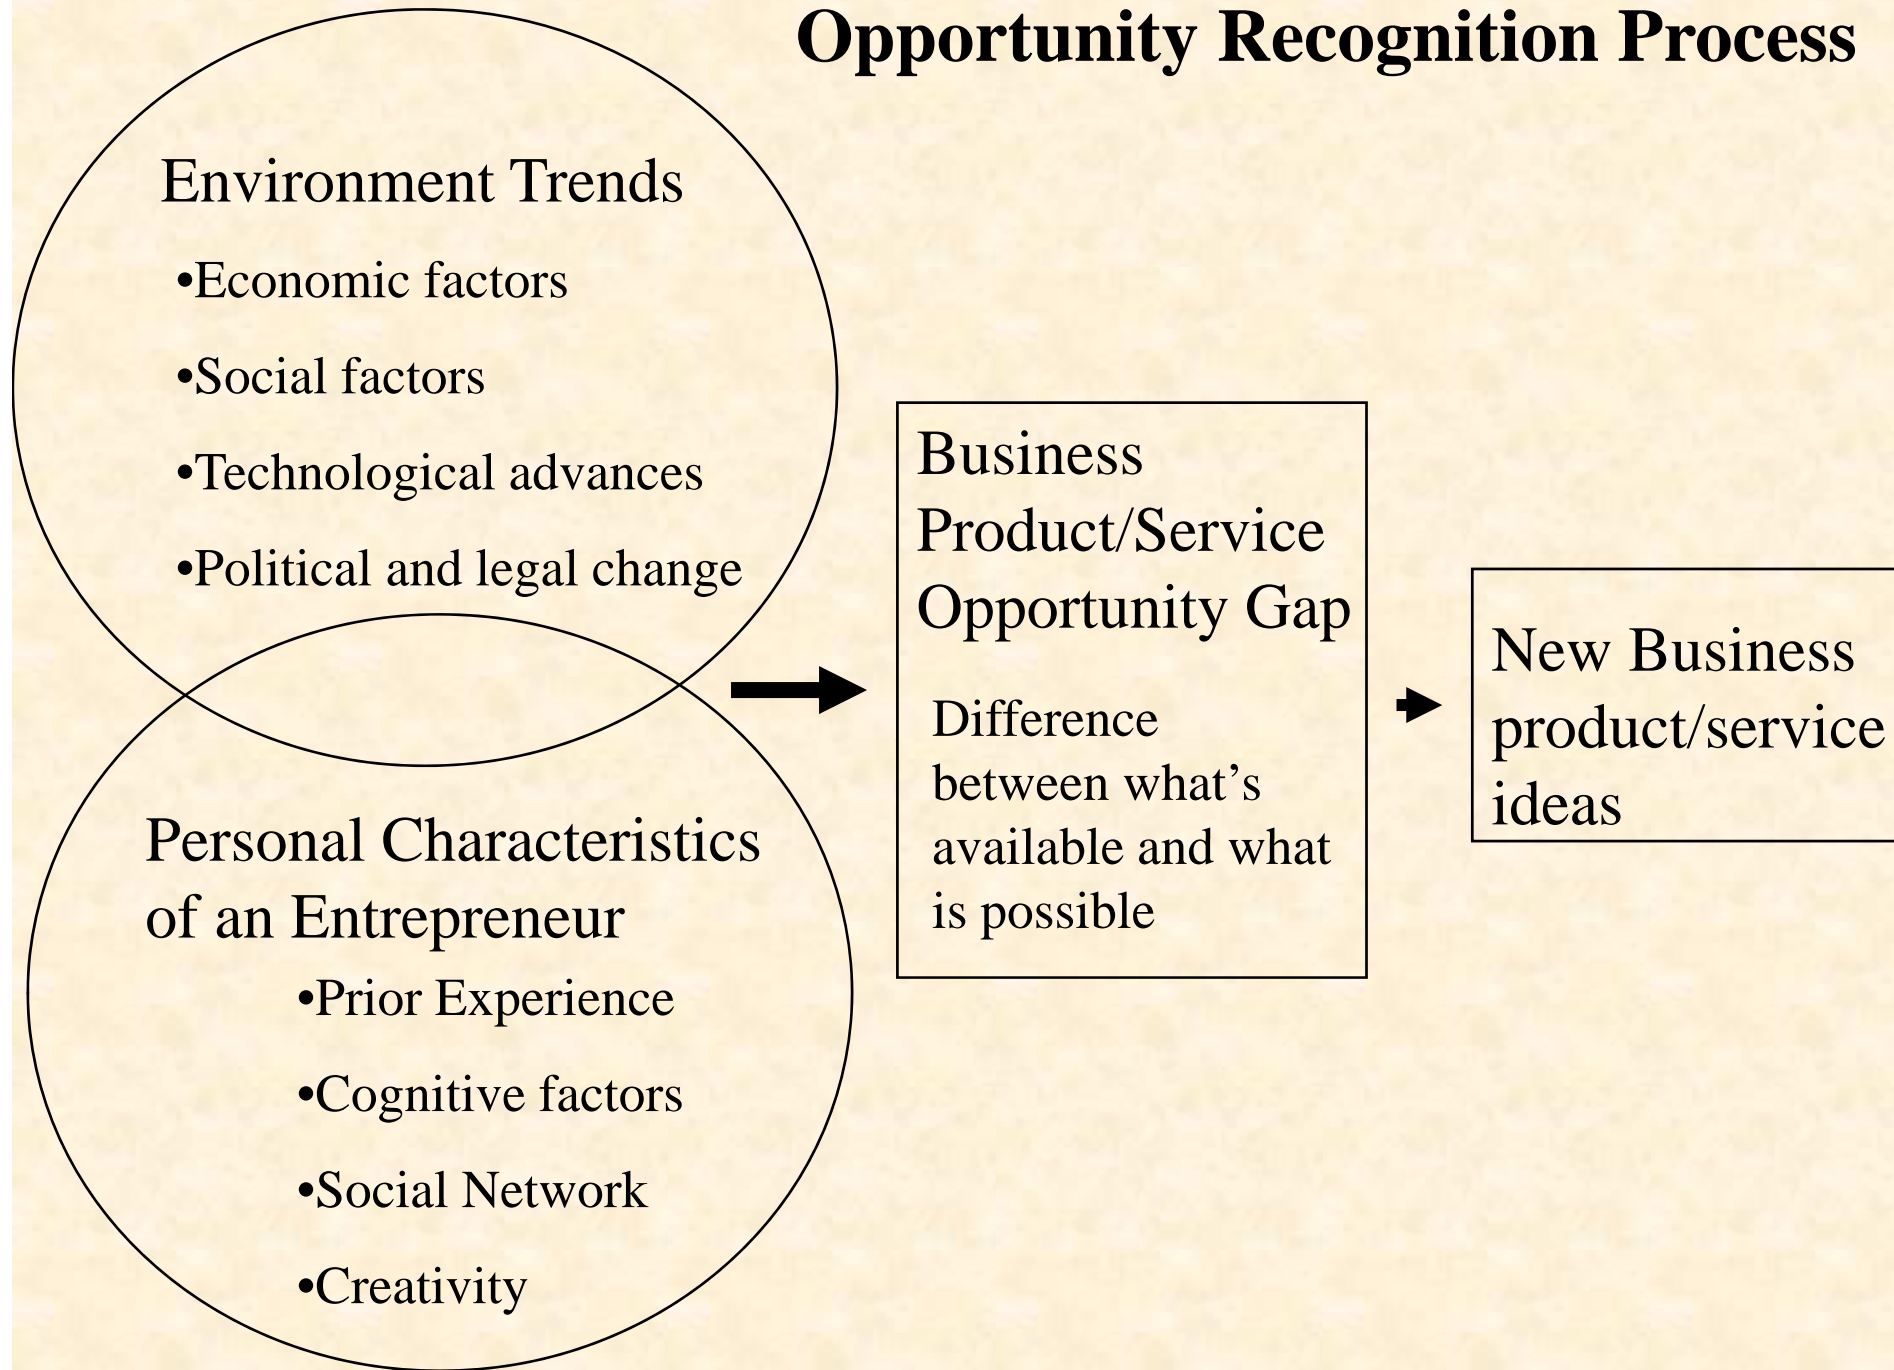 Opportunity Recognition Process
Environment Trends
•Economic factors
•Social factors
•Technological advances
•Political and legal change
Personal Characteristics
of an Entrepreneur
•Prior Experience
•Cognitive factors
•Social Network
•Creativity
Business
Product/Service
Opportunity Gap
Difference
between what’s
available and what
is possible
New Business
product/service
ideas